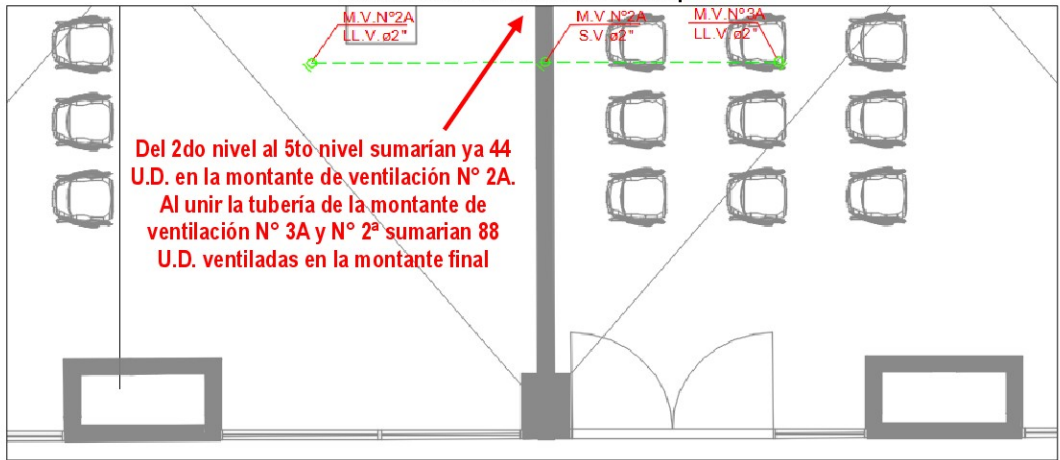 M.V.N°2A
LL.V.ø2"
M.V.N°2A
S.V ø2"
M.V.N°3A
LL.V.ø2"
Del 2do nivel al 5to nivel sumarían ya 44
U.D. en la montante de ventilación N° 2A.
Al unir la tubería de la montante de
ventilación N° 3A y N° 2ª sumarian 88
U.D. ventiladas en la montante final